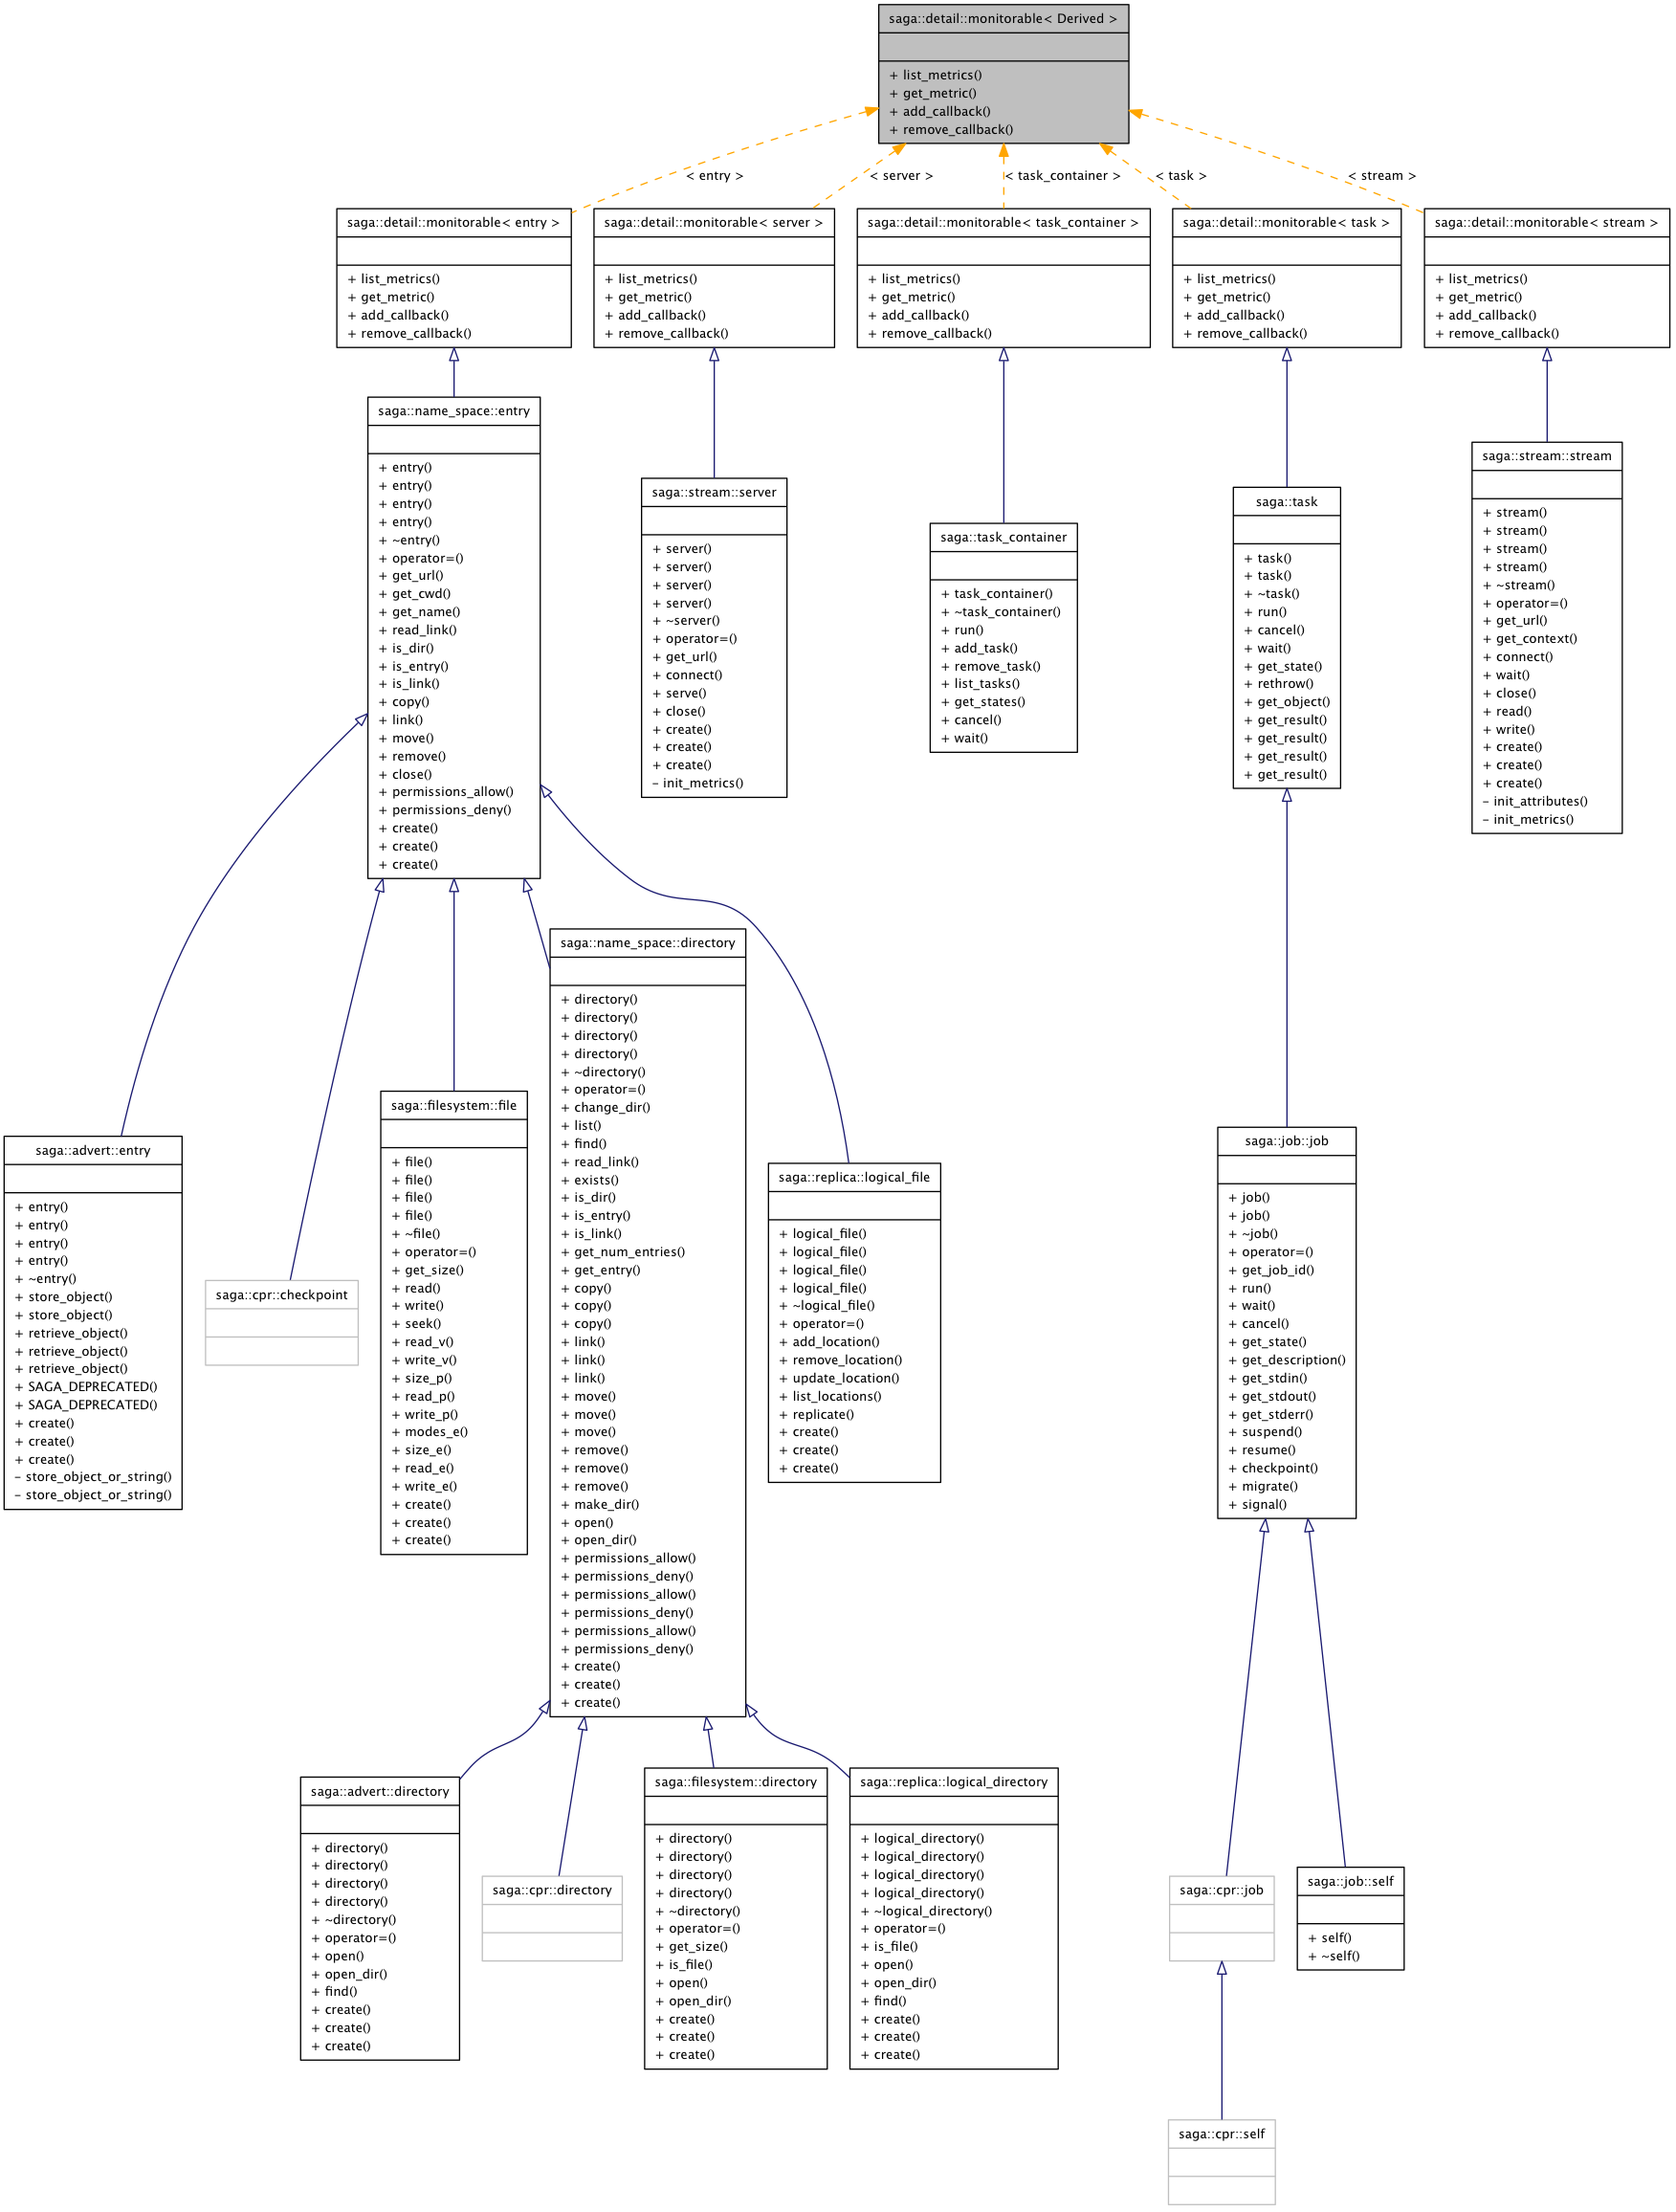 saga::detail::monitorable< Derived >
+ list_metrics()
+ get_metric()
+ add_callback()
+ remove_callback()
< entry >
< server >
< task_container >
< task >
< stream >
saga::detail::monitorable< entry >
+ list_metrics()
+ get_metric()
+ add_callback()
+ remove_callback()
saga::detail::monitorable< server >
+ list_metrics()
+ get_metric()
+ add_callback()
+ remove_callback()
saga::detail::monitorable< task_container >
+ list_metrics()
+ get_metric()
+ add_callback()
+ remove_callback()
saga::detail::monitorable< task >
+ list_metrics()
+ get_metric()
+ add_callback()
+ remove_callback()
saga::detail::monitorable< stream >
+ list_metrics()
+ get_metric()
+ add_callback()
+ remove_callback()
saga::name_space::entry
+ entry()
+ entry()
+ entry()
+ entry()
+ ~entry()
+ operator=()
+ get_url()
+ get_cwd()
+ get_name()
+ read_link()
+ is_dir()
+ is_entry()
+ is_link()
+ copy()
+ link()
+ move()
+ remove()
+ close()
+ permissions_allow()
+ permissions_deny()
+ create()
+ create()
+ create()
saga::stream::server
+ server()
+ server()
+ server()
+ server()
+ ~server()
+ operator=()
+ get_url()
+ connect()
+ serve()
+ close()
+ create()
+ create()
+ create()
- init_metrics()
saga::task_container
+ task_container()
+ ~task_container()
+ run()
+ add_task()
+ remove_task()
+ list_tasks()
+ get_states()
+ cancel()
+ wait()
saga::task
+ task()
+ task()
+ ~task()
+ run()
+ cancel()
+ wait()
+ get_state()
+ rethrow()
+ get_object()
+ get_result()
+ get_result()
+ get_result()
+ get_result()
saga::stream::stream
+ stream()
+ stream()
+ stream()
+ stream()
+ ~stream()
+ operator=()
+ get_url()
+ get_context()
+ connect()
+ wait()
+ close()
+ read()
+ write()
+ create()
+ create()
+ create()
- init_attributes()
- init_metrics()
saga::advert::entry
+ entry()
+ entry()
+ entry()
+ entry()
+ ~entry()
+ store_object()
+ store_object()
+ retrieve_object()
+ retrieve_object()
+ retrieve_object()
+ SAGA_DEPRECATED()
+ SAGA_DEPRECATED()
+ create()
+ create()
+ create()
- store_object_or_string()
- store_object_or_string()
saga::cpr::checkpoint
saga::filesystem::file
+ file()
+ file()
+ file()
+ file()
+ ~file()
+ operator=()
+ get_size()
+ read()
+ write()
+ seek()
+ read_v()
+ write_v()
+ size_p()
+ read_p()
+ write_p()
+ modes_e()
+ size_e()
+ read_e()
+ write_e()
+ create()
+ create()
+ create()
saga::name_space::directory
+ directory()
+ directory()
+ directory()
+ directory()
+ ~directory()
+ operator=()
+ change_dir()
+ list()
+ find()
+ read_link()
+ exists()
+ is_dir()
+ is_entry()
+ is_link()
+ get_num_entries()
+ get_entry()
+ copy()
+ copy()
+ copy()
+ link()
+ link()
+ link()
+ move()
+ move()
+ move()
+ remove()
+ remove()
+ remove()
+ make_dir()
+ open()
+ open_dir()
+ permissions_allow()
+ permissions_deny()
+ permissions_allow()
+ permissions_deny()
+ permissions_allow()
+ permissions_deny()
+ create()
+ create()
+ create()
saga::replica::logical_file
+ logical_file()
+ logical_file()
+ logical_file()
+ logical_file()
+ ~logical_file()
+ operator=()
+ add_location()
+ remove_location()
+ update_location()
+ list_locations()
+ replicate()
+ create()
+ create()
+ create()
saga::job::job
+ job()
+ job()
+ ~job()
+ operator=()
+ get_job_id()
+ run()
+ wait()
+ cancel()
+ get_state()
+ get_description()
+ get_stdin()
+ get_stdout()
+ get_stderr()
+ suspend()
+ resume()
+ checkpoint()
+ migrate()
+ signal()
saga::advert::directory
+ directory()
+ directory()
+ directory()
+ directory()
+ ~directory()
+ operator=()
+ open()
+ open_dir()
+ find()
+ create()
+ create()
+ create()
saga::cpr::directory
saga::filesystem::directory
+ directory()
+ directory()
+ directory()
+ directory()
+ ~directory()
+ operator=()
+ get_size()
+ is_file()
+ open()
+ open_dir()
+ create()
+ create()
+ create()
saga::replica::logical_directory
+ logical_directory()
+ logical_directory()
+ logical_directory()
+ logical_directory()
+ ~logical_directory()
+ operator=()
+ is_file()
+ open()
+ open_dir()
+ find()
+ create()
+ create()
+ create()
saga::cpr::job
saga::job::self
+ self()
+ ~self()
saga::cpr::self